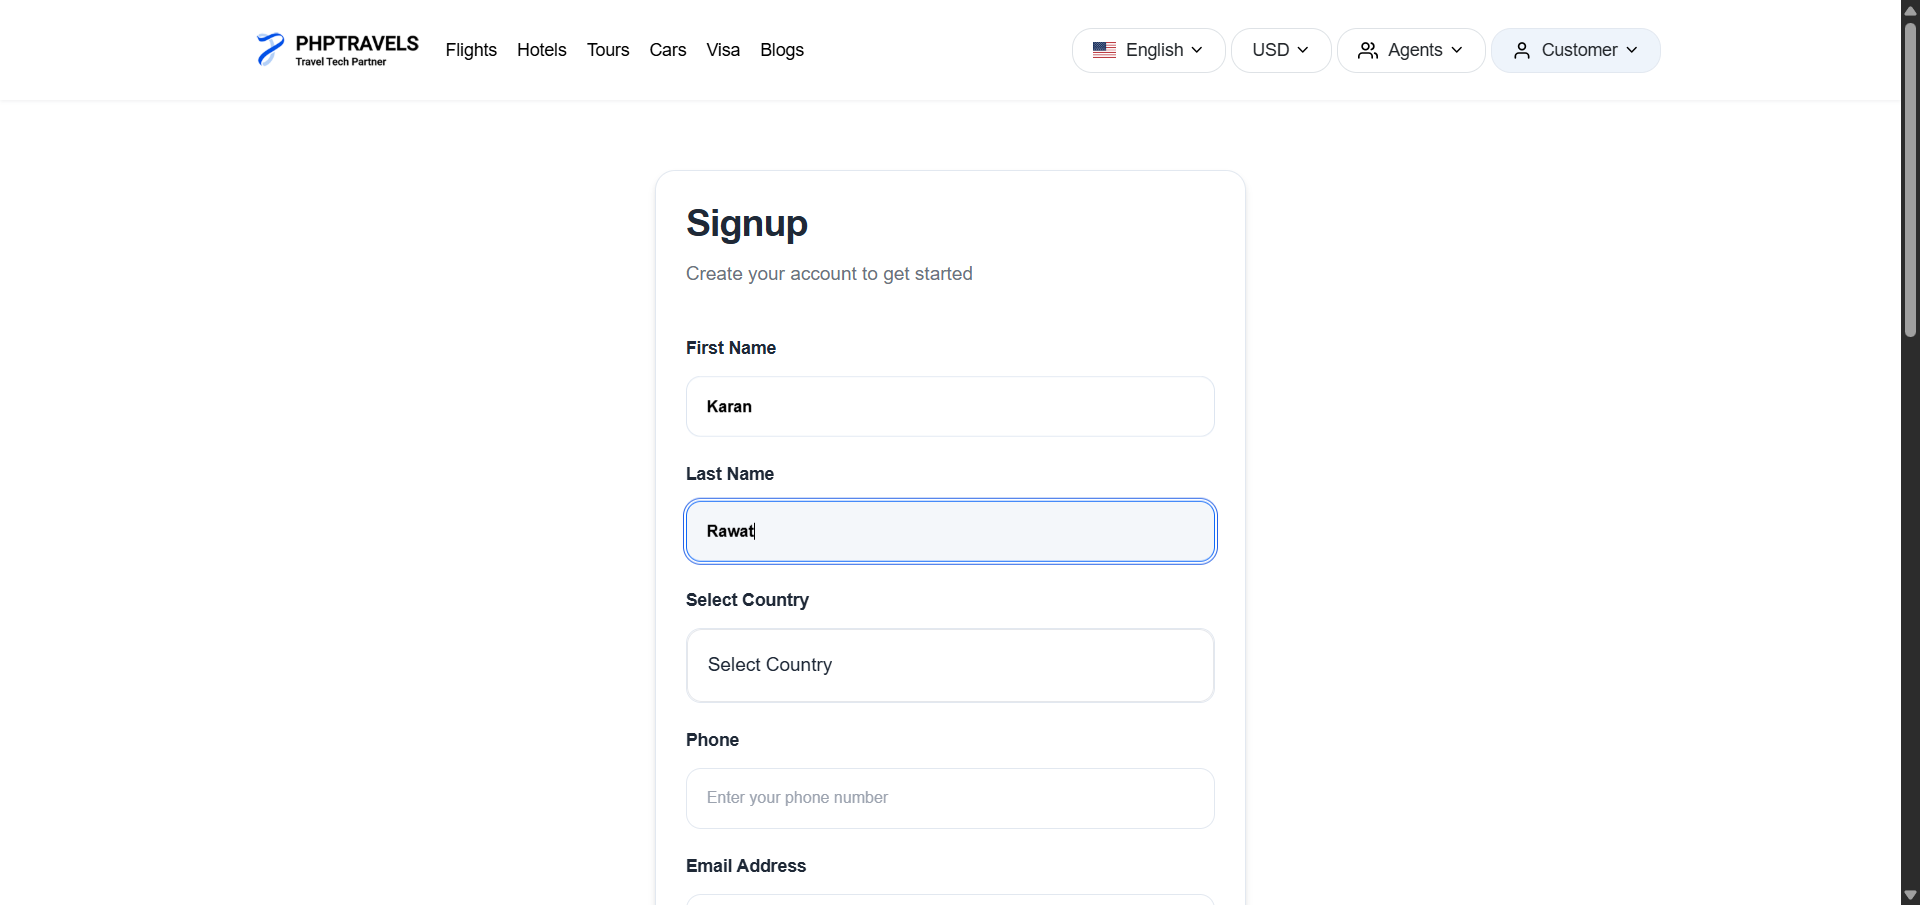 PHPTRAVELS
Travel Tech Partner
Flights Hotels Tours Cars Visa Blogs
English USD Agents Customer
Signup
Create your account to get started
First Name
Karan
Last Name
Rawat
Select Country
Select Country
Phone
Enter your phone number
Email Address